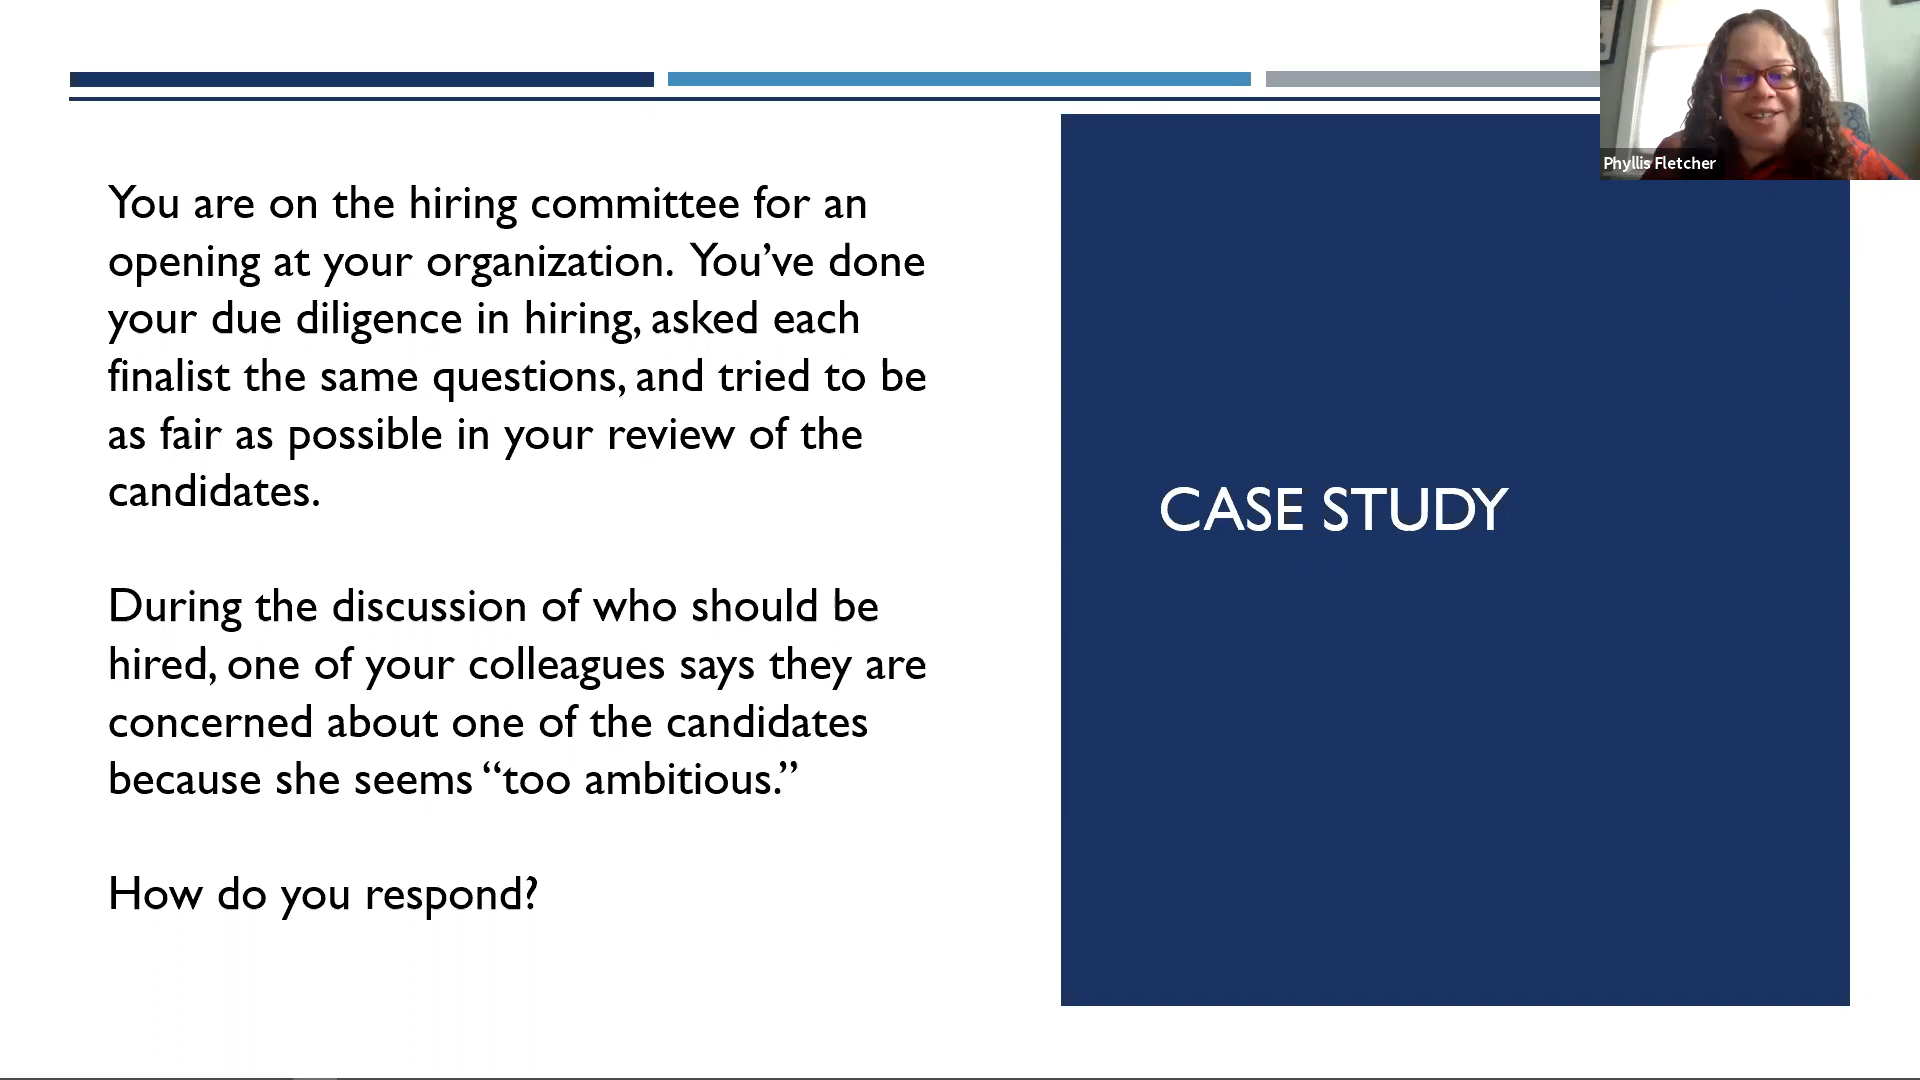 Phyllis Fletcher
You are on the hiring committee for an
opening at your organization. You’ve done
your due diligence in hiring, asked each
finalist the same questions, and tried to be
as fair as possible in your review of the
candidates.
During the discussion of who should be
hired, one of your colleagues says they are
concerned about one of the candidates
because she seems “too ambitious.”
How do you respond?
CASE STUDY